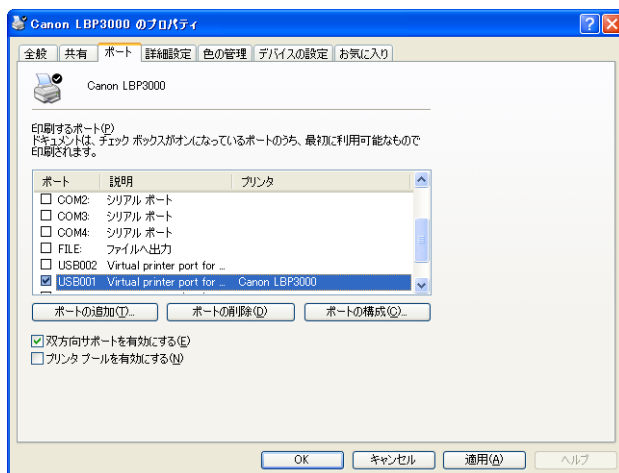 Canon LBP3000 のプロパティ
全般 共有 ポート 詳細設定 色の管理 デバイスの設定 お気に入り
Canon LBP3000
印刷するポート(P)
ドキュメントは、チェック ボックスがオンになっているポートのうち、最初に利用可能なもので
印刷されます。
ポート 説明 プリンタ
COM2: シリアル ポート
COM3: シリアル ポート
COM4: シリアル ポート
FILE: ファイルへ出力
USB002 Virtual printer port for ...
USB001 Virtual printer port for ... Canon LBP3000
ポートの追加(T)... ポートの削除(D) ポートの構成(C)...
双方向サポートを有効にする(E)
プリンタ プールを有効にする(N)
OK キャンセル 適用(A) ヘルプ